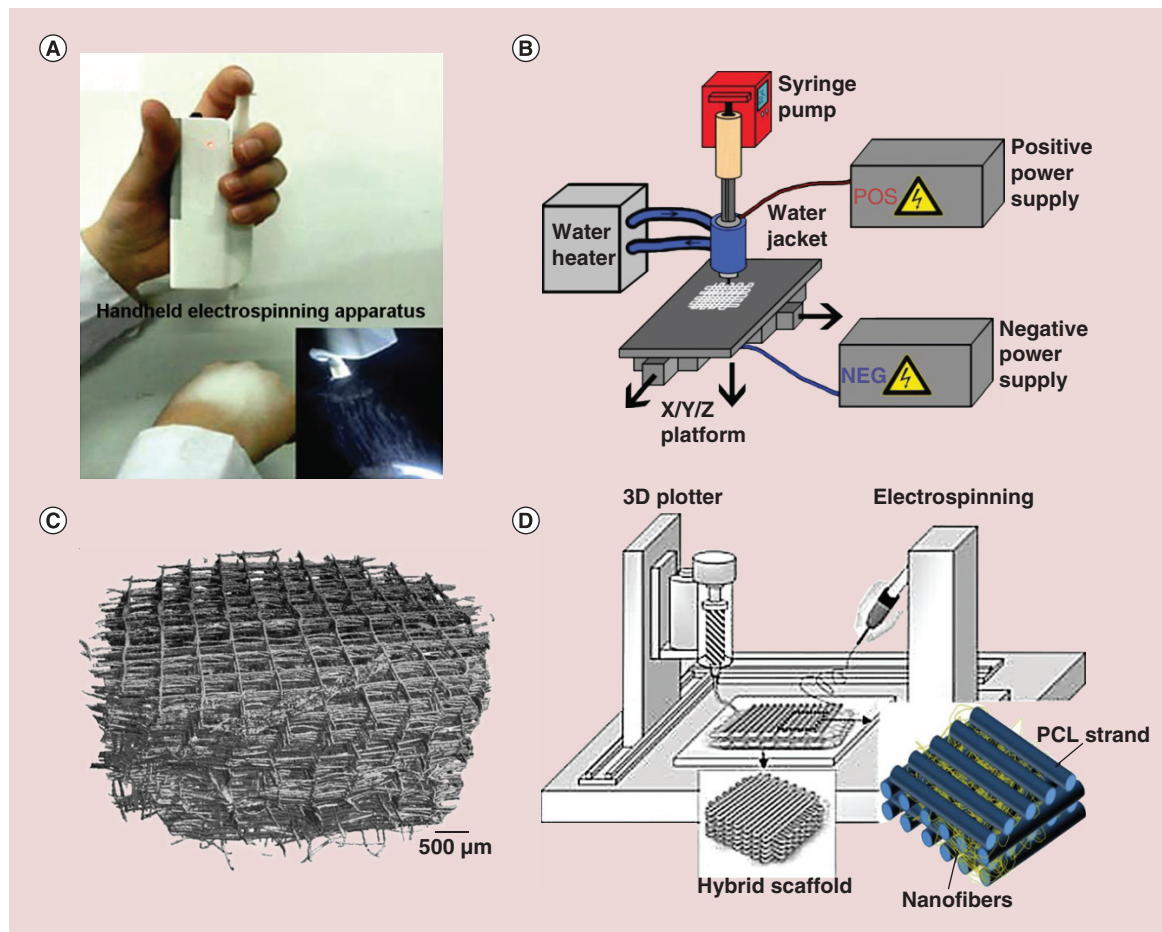 A
Handheld electrospinning apparatus
B
Syringe
pump
Positive
power
supply
POS
Water
jacket
Water
heater
Negative
power
supply
NEG
X/Y/Z
platform
C
500 µm
D
3D plotter
Electrospinning
PCL strand
Hybrid scaffold
Nanofibers